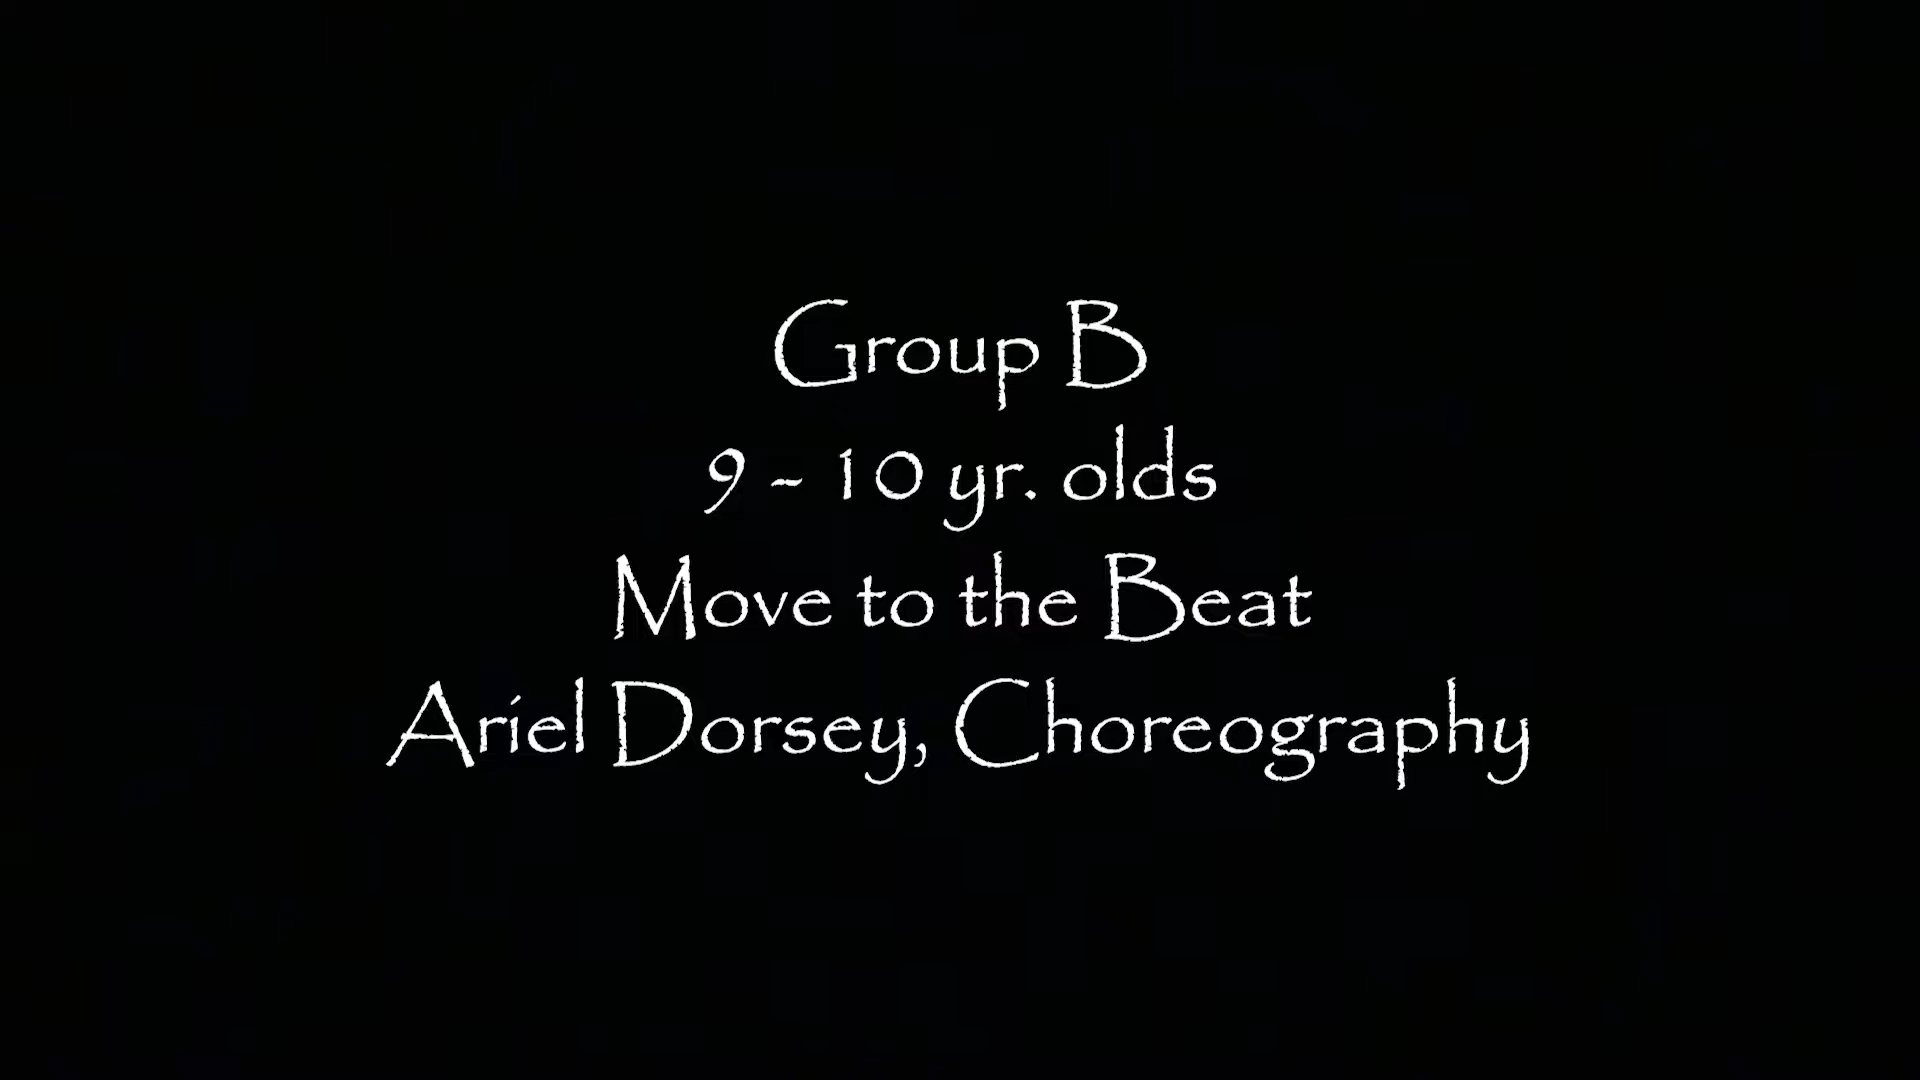 Group B
9 - 10 yr. olds
Move to the Beat
Ariel Dorsey, Choreography